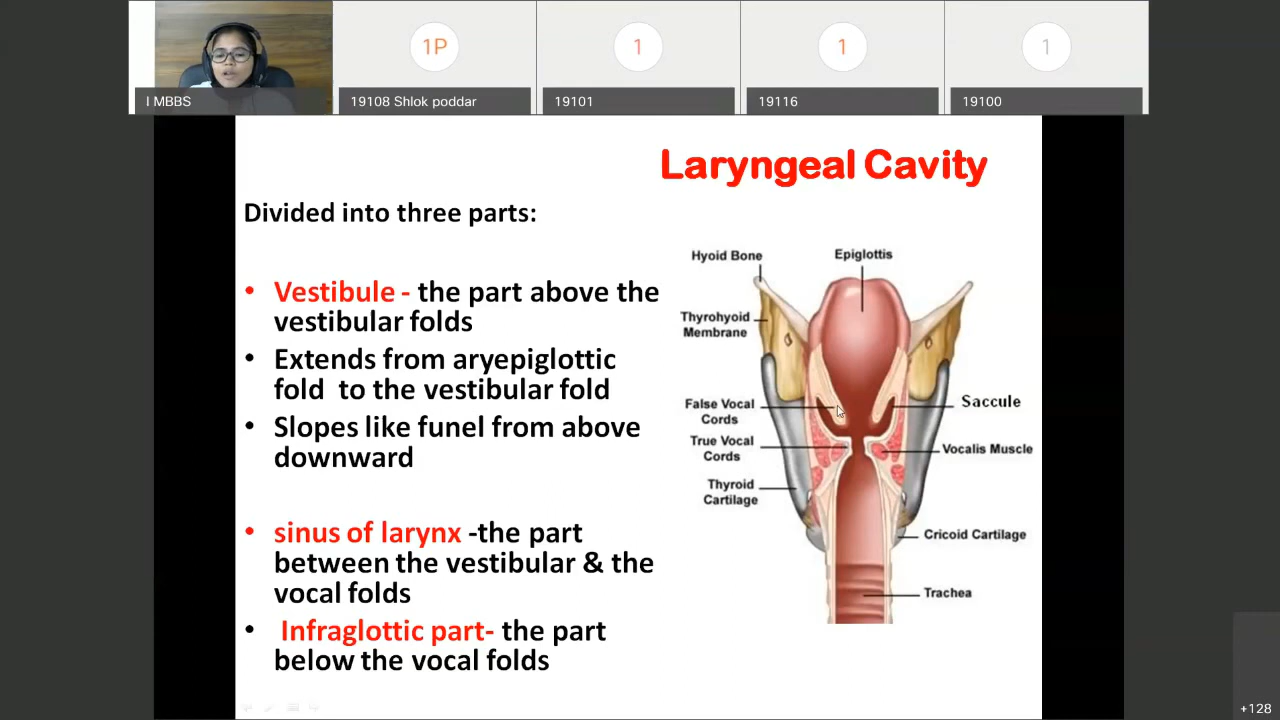 1P
1
1
1
I MBBS
19108 Shlok poddar
19101
19116
19100
Laryngeal Cavity
Divided into three parts:
• Vestibule - the part above the
vestibular folds
• Extends from aryepiglottic
fold to the vestibular fold
• Slopes like funel from above
downward
• sinus of larynx -the part
between the vestibular & the
vocal folds
• Infraglottic part- the part
below the vocal folds
Hyoid Bone
Epiglottis
Thyrohyoid
Membrane
False Vocal
Cords
Saccule
True Vocal
Cords
Vocalis Muscle
Thyroid
Cartilage
Cricoid Cartilage
Trachea
+128